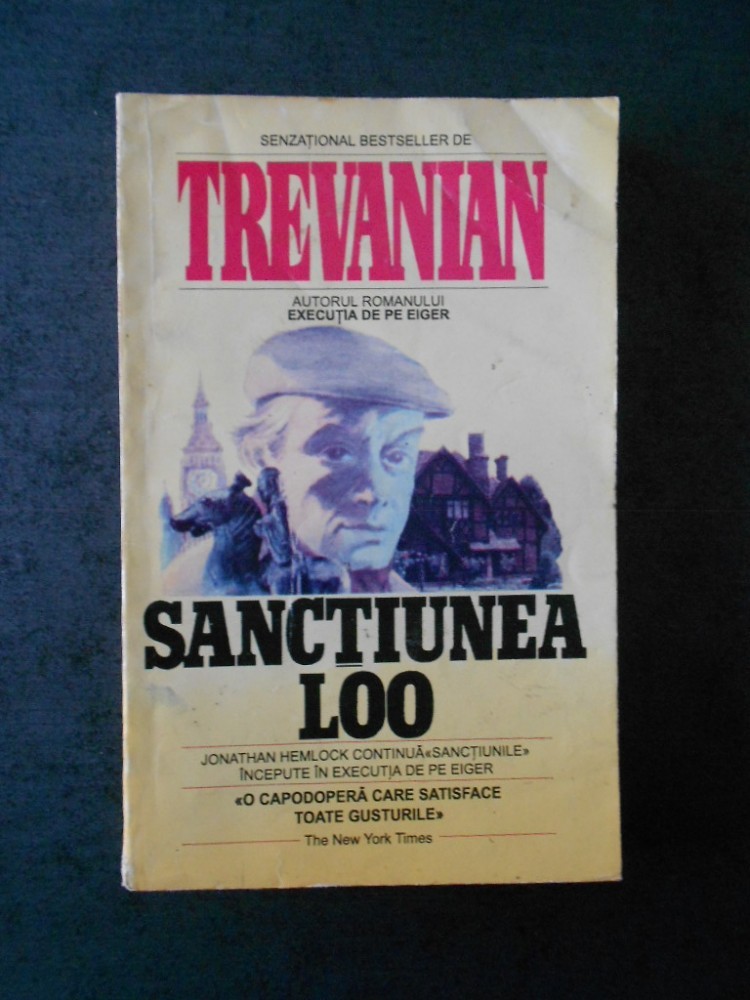 SENZAȚIONAL BESTSELLER DE
TREVANIAN
AUTORUL ROMANULUI
EXECUȚIA DE PE EIGER
SANCȚIUNEA
LOO
JONATHAN HEMLOCK CONTINUĂ«SANCȚIUNILE»
ÎNCEPUTE ÎN EXECUȚIA DE PE EIGER
«O CAPODOPERĂ CARE SATISFACE
TOATE GUSTURILE»
The New York Times